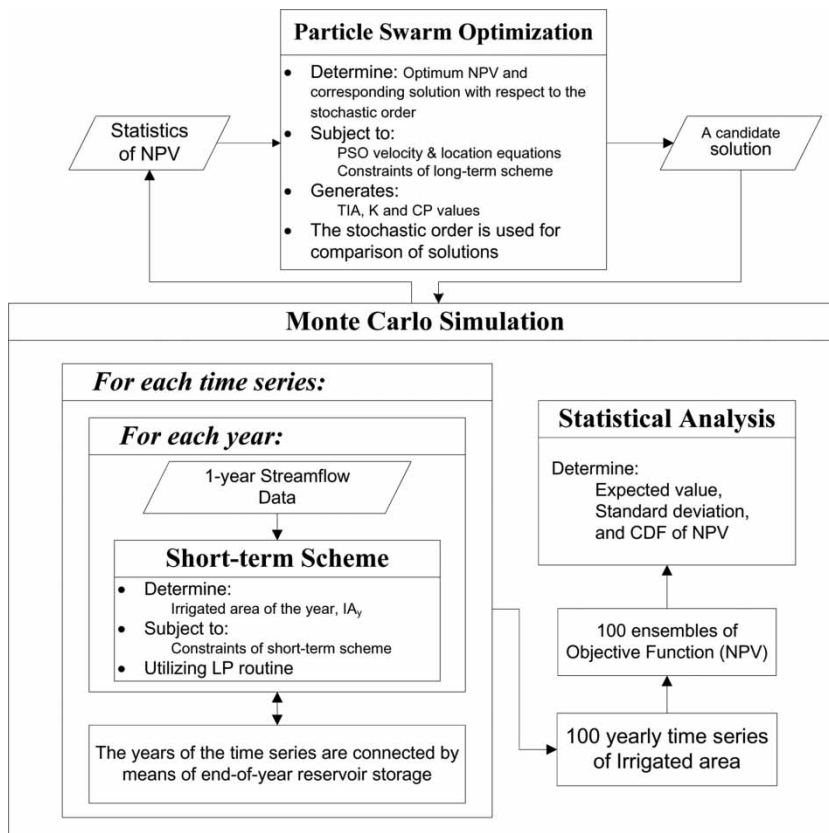 Particle Swarm Optimization
• Determine: Optimum NPV and
corresponding solution with respect to the
stochastic order
• Subject to:
PSO velocity & location equations
Constraints of long-term scheme
• Generates:
TIA, K and CP values
• The stochastic order is used for
comparison of solutions
Statistics
of NPV
A candidate
solution
Monte Carlo Simulation
For each time series:
For each year:
1-year Streamflow
Data
Short-term Scheme
• Determine:
Irrigated area of the year, IAy
• Subject to:
Constraints of short-term scheme
• Utilizing LP routine
The years of the time series are connected by
means of end-of-year reservoir storage
Statistical Analysis
Determine:
Expected value,
Standard deviation,
and CDF of NPV
100 ensembles of
Objective Function (NPV)
100 yearly time series
of Irrigated area